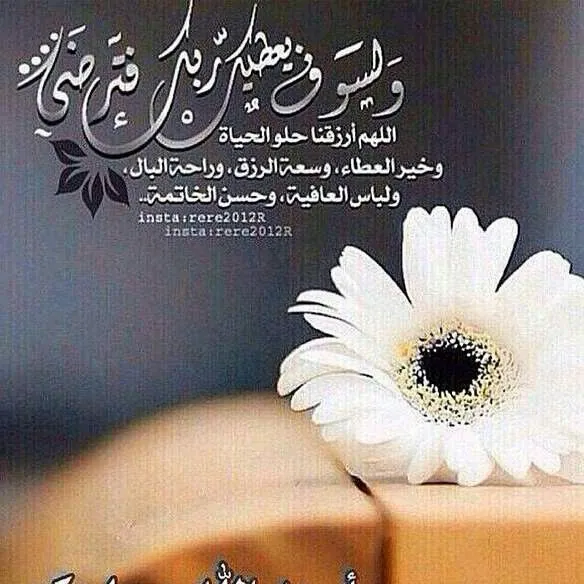 وَلَسَوْفَ يُعْطِيكَ رَبُّكَ فَتَرْضَىٰ
اللهم أرزقنا حلو الحياة
وخير العطاء، وسعة الرزق، وراحة البال،
ولباس العافية، وحسن الخاتمة..
insta:rere2012R
insta:rere2012R